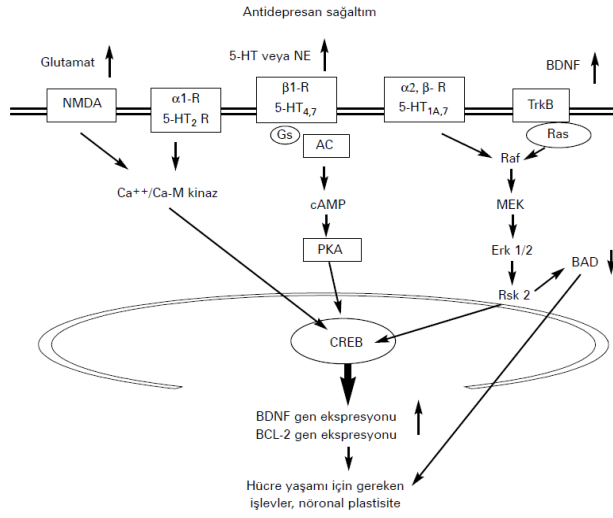 Antidepresan sağaltım
Glutamat
5-HT veya NE
BDNF
NMDA
α1-R
5-HT2 R
β1-R
5-HT4,7
α2, β- R
5-HT1A,7
TrkB
Gs
AC
Ras
Raf
Ca++/Ca-M kinaz
cAMP
MEK
PKA
Erk 1/2
BAD
Rsk 2
CREB
BDNF gen ekspresyonu
BCL-2 gen ekspresyonu
Hücre yaşamı için gereken
işlevler, nöronal plastisite